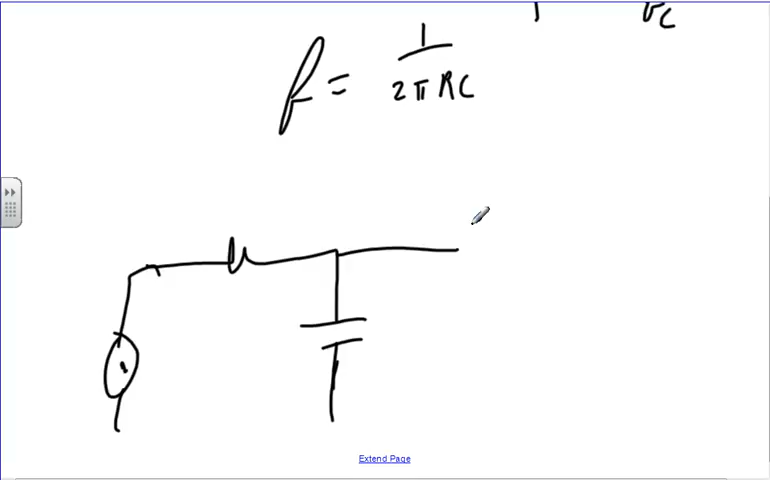 f = 1 / 2πRC
Extend Page